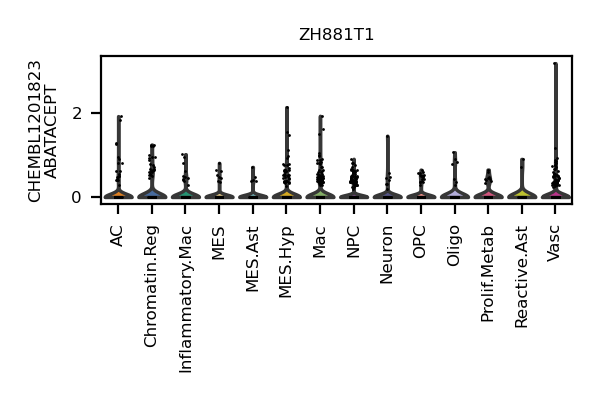 ZH881T1
CHEMBL1201823
ABATACEPT
2
0
AC
Chromatin.Reg
Inflammatory.Mac
MES
MES.Ast
MES.Hyp
Mac
NPC
Neuron
OPC
Oligo
Prolif.Metab
Reactive.Ast
Vasc